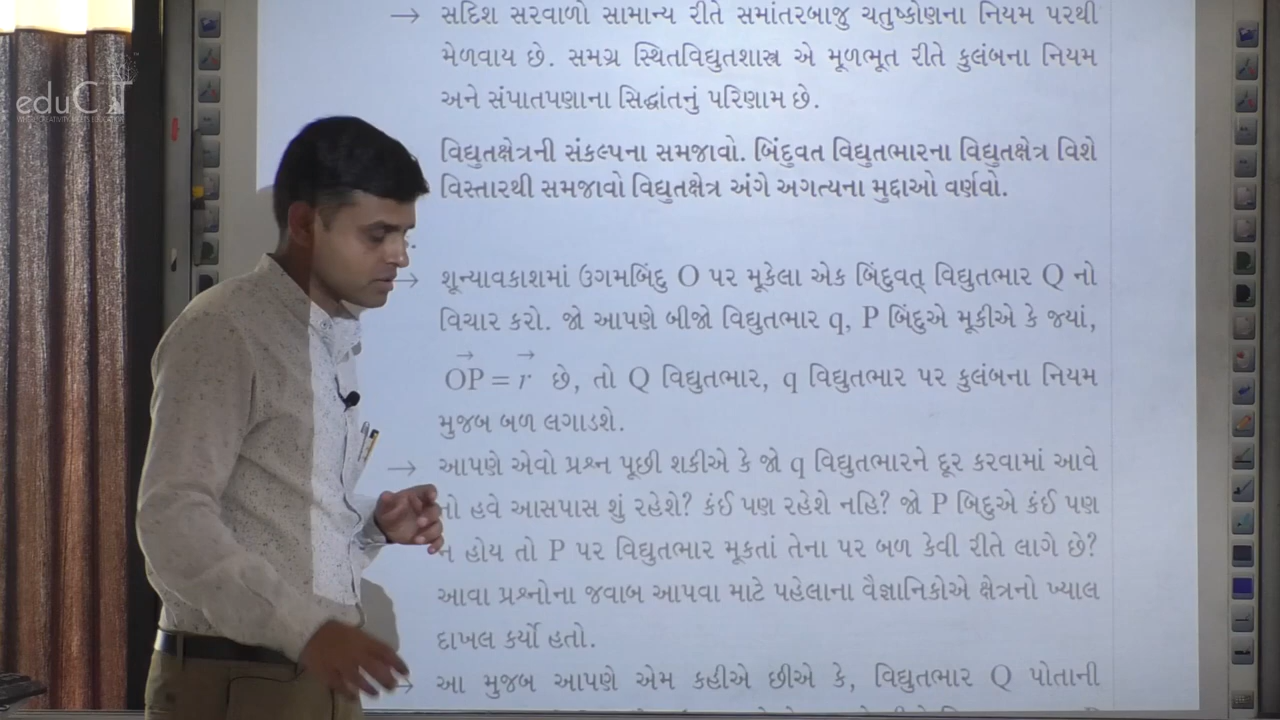 eduCAT
→ સદિશ સરવાળો સામાન્ય રીતે સમાંતરબાજુ ચતુષ્કોણના નિયમ પરથી
મેળવાય છે. સમગ્ર સ્થિતવિદ્યુતશાસ્ત્ર એ મૂળભૂત રીતે કુલંબના નિયમ
અને સંપાતપણાના સિદ્ધાંતનું પરિણામ છે.
વિદ્યુતક્ષેત્રની સંકલ્પના સમજાવો. બિંદુવત વિદ્યુતભારના વિદ્યુતક્ષેત્ર વિશે
વિસ્તારથી સમજાવો વિદ્યુતક્ષેત્ર અંગે અગત્યના મુદ્દાઓ વર્ણવો.
→ શૂન્યાવકાશમાં ઉગમબિંદુ O પર મૂકેલા એક બિંદુવત્ વિદ્યુતભાર Q નો
વિચાર કરો. જો આપણે બીજો વિદ્યુતભાર q, P બિંદુએ મૂકીએ કે જયાં,
$\overrightarrow{OP} = \overrightarrow{r}$ છે, તો Q વિદ્યુતભાર, q વિદ્યુતભાર પર કુલંબના નિયમ
મુજબ બળ લગાડશે.
→ આપણે એવો પ્રશ્ન પૂછી શકીએ કે જો q વિદ્યુતભારને દૂર કરવામાં આવે
તો હવે આસપાસ શું રહેશે? કંઈ પણ રહેશે નહિ? જો P બિદુએ કંઈ પણ
ન હોય તો P પર વિદ્યુતભાર મૂકતાં તેના પર બળ કેવી રીતે લાગે છે?
આવા પ્રશ્નોના જવાબ આપવા માટે પહેલાના વૈજ્ઞાનિકોએ ક્ષેત્રનો ખ્યાલ
દાખલ કર્યો હતો.
→ આ મુજબ આપણે એમ કહીએ છીએ કે, વિદ્યુતભાર Q પોતાની